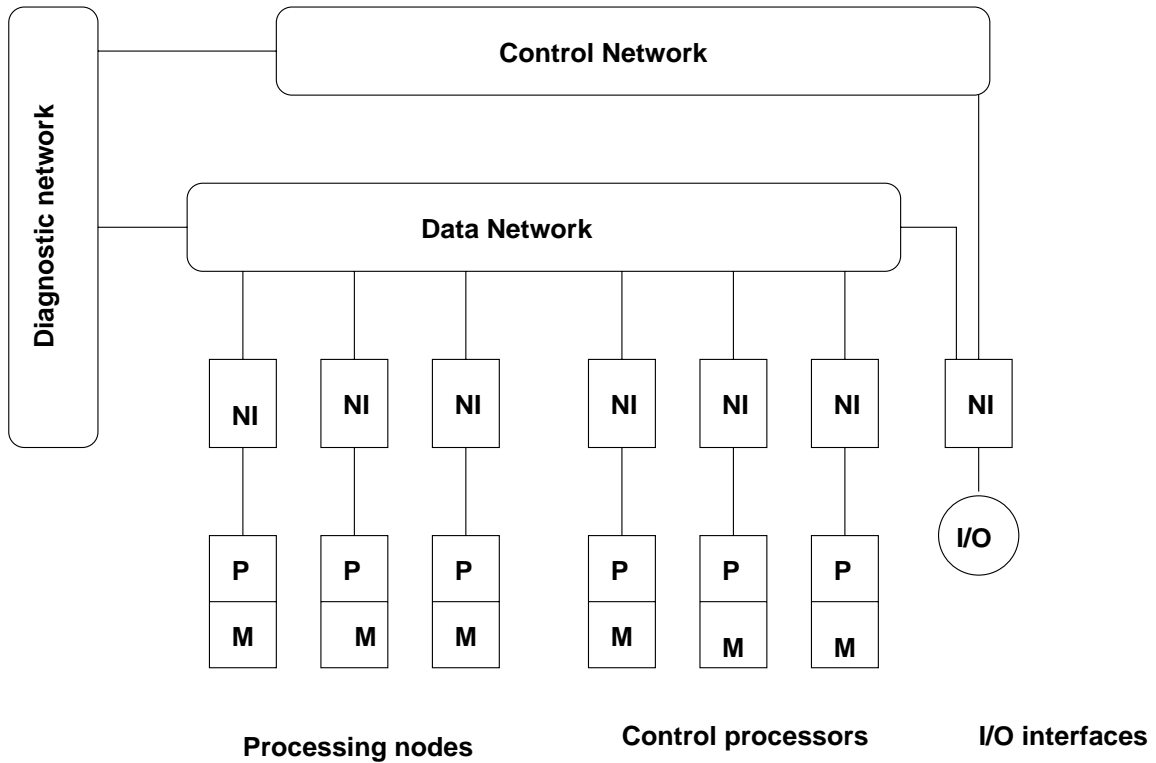 Control Network
Diagnostic network
Data Network
NI NI NI NI NI NI NI
I/O
P P P P P P
M M M M M M
Processing nodes
Control processors
I/O interfaces